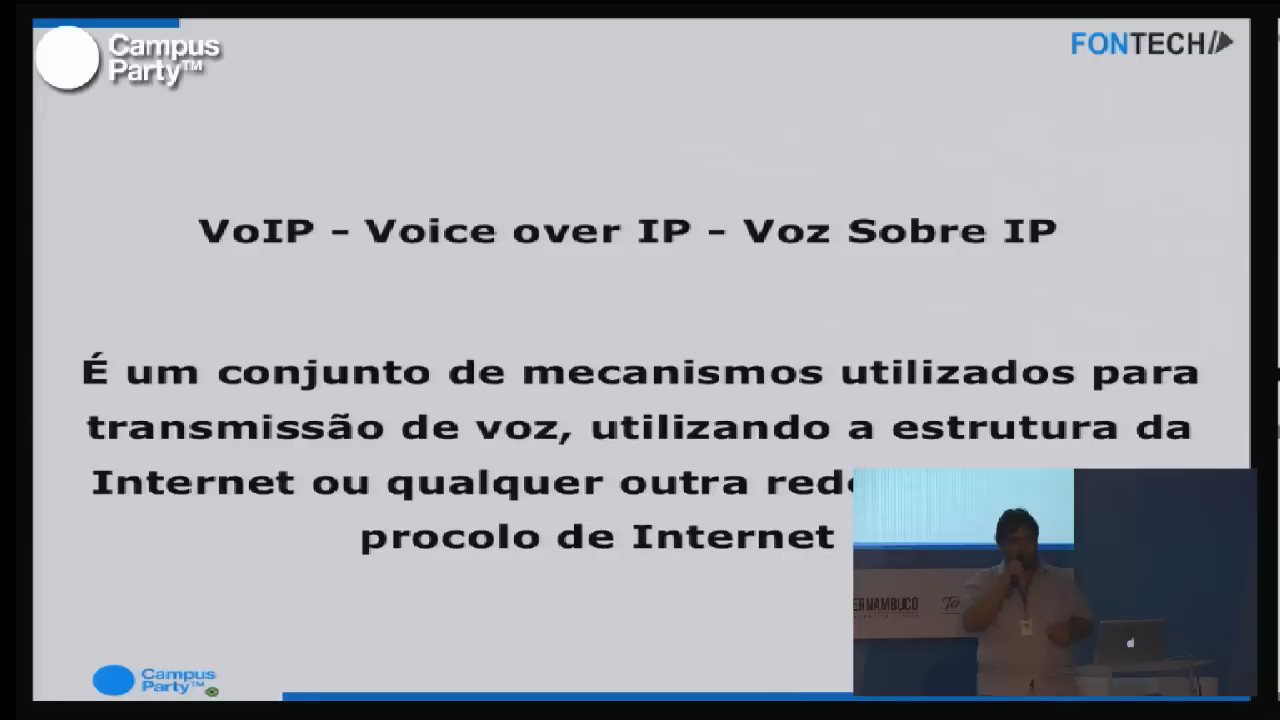 Campus
Party™
FONTECH
VoIP - Voice over IP - Voz Sobre IP
É um conjunto de mecanismos utilizados para
transmissão de voz, utilizando a estrutura da
Internet ou qualquer outra rede
procolo de Internet
ERNAMBUCO
Campus
Party™